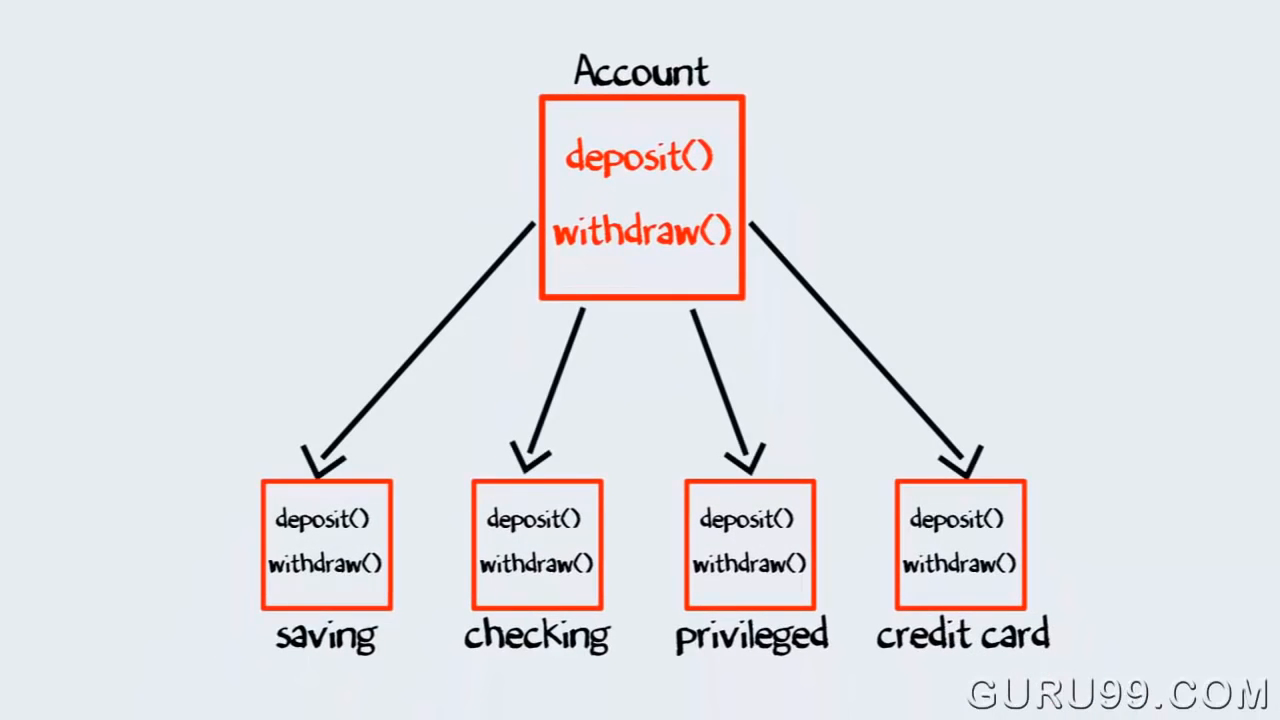 Account
deposit()
withdraw()
deposit()
withdraw()
saving
deposit()
withdraw()
checking
deposit()
withdraw()
privileged
deposit()
withdraw()
credit card
GURU99.COM